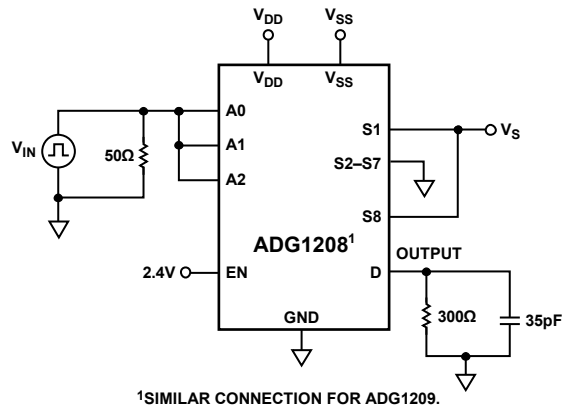 VDD VSS
VDD VSS
VIN
50Ω
A0
A1
A2
S1
VS
S2–S7
S8
ADG1208¹
OUTPUT
2.4V
EN
D
GND
300Ω
35pF
¹SIMILAR CONNECTION FOR ADG1209.